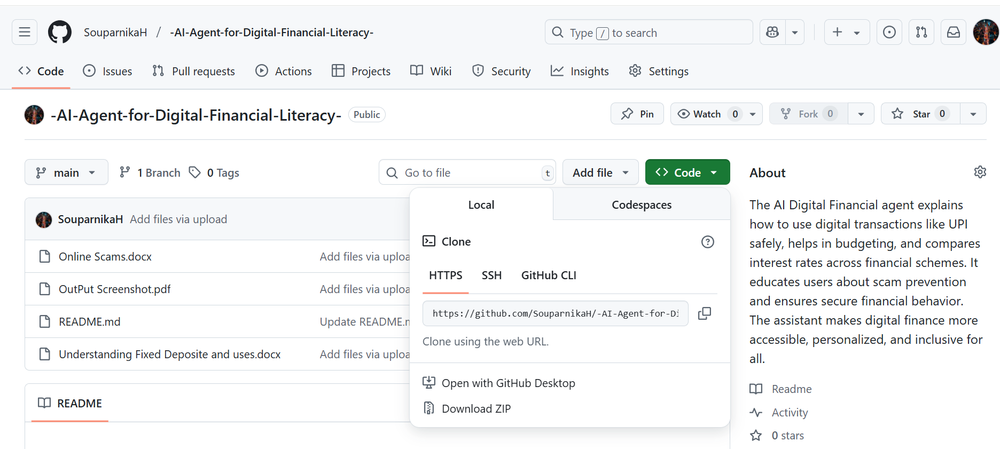 SouparnikaH / -AI-Agent-for-Digital-Financial-Literacy-
Type / to search
Code
Issues
Pull requests
Actions
Projects
Wiki
Security
Insights
Settings
-AI-Agent-for-Digital-Financial-Literacy-
Public
Pin
Watch 0
Fork 0
Star 0
main
1 Branch
0 Tags
Go to file
t
Add file
Code
Local
Codespaces
Clone
HTTPS
SSH
GitHub CLI
https://github.com/SouparnikaH/-AI-Agent-for-Di
Clone using the web URL.
Open with GitHub Desktop
Download ZIP
SouparnikaH Add files via upload
Online Scams.docx
Add files via uploa
OutPut Screenshot.pdf
Add files via uploa
README.md
Update README.
Understanding Fixed Deposite and uses.docx
Add files via uploa
README
About
The AI Digital Financial agent explains
how to use digital transactions like UPI
safely, helps in budgeting, and compares
interest rates across financial schemes. It
educates users about scam prevention
and ensures secure financial behavior.
The assistant makes digital finance more
accessible, personalized, and inclusive for
all.
Readme
Activity
0 stars